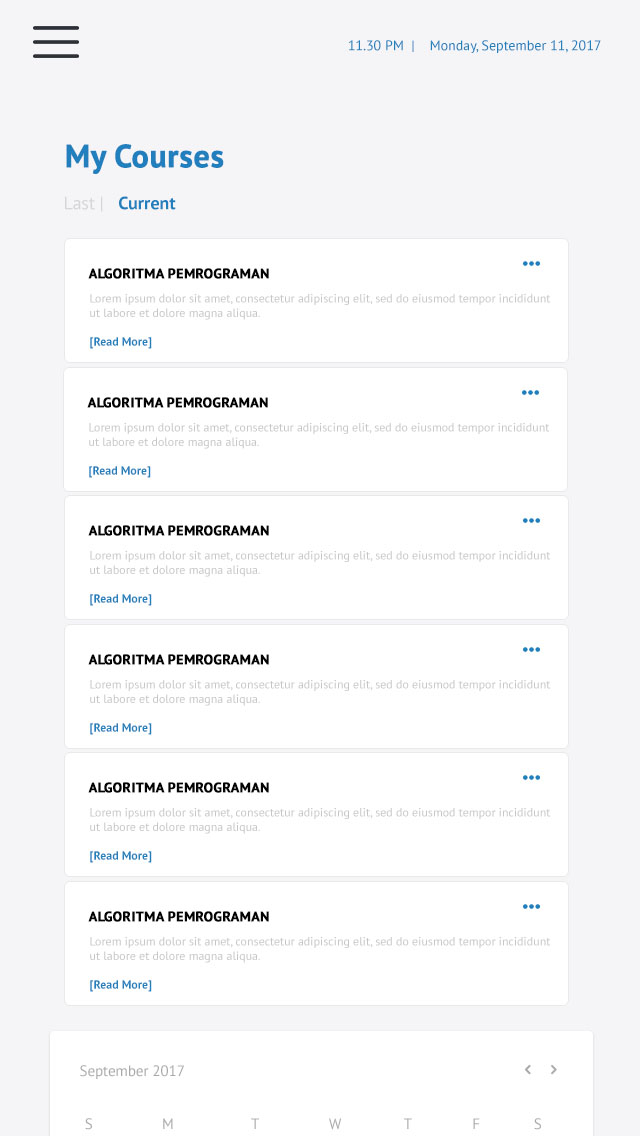 11.30 PM | Monday, September 11, 2017
My Courses
Last | Current
ALGORITMA PEMROGRAMAN
Lorem ipsum dolor sit amet, consectetur adipiscing elit, sed do eiusmod tempor incididunt
ut labore et dolore magna aliqua.
[Read More]
ALGORITMA PEMROGRAMAN
Lorem ipsum dolor sit amet, consectetur adipiscing elit, sed do eiusmod tempor incididunt
ut labore et dolore magna aliqua.
[Read More]
ALGORITMA PEMROGRAMAN
Lorem ipsum dolor sit amet, consectetur adipiscing elit, sed do eiusmod tempor incididunt
ut labore et dolore magna aliqua.
[Read More]
ALGORITMA PEMROGRAMAN
Lorem ipsum dolor sit amet, consectetur adipiscing elit, sed do eiusmod tempor incididunt
ut labore et dolore magna aliqua.
[Read More]
ALGORITMA PEMROGRAMAN
Lorem ipsum dolor sit amet, consectetur adipiscing elit, sed do eiusmod tempor incididunt
ut labore et dolore magna aliqua.
[Read More]
ALGORITMA PEMROGRAMAN
Lorem ipsum dolor sit amet, consectetur adipiscing elit, sed do eiusmod tempor incididunt
ut labore et dolore magna aliqua.
[Read More]
September 2017
S M T W T F S